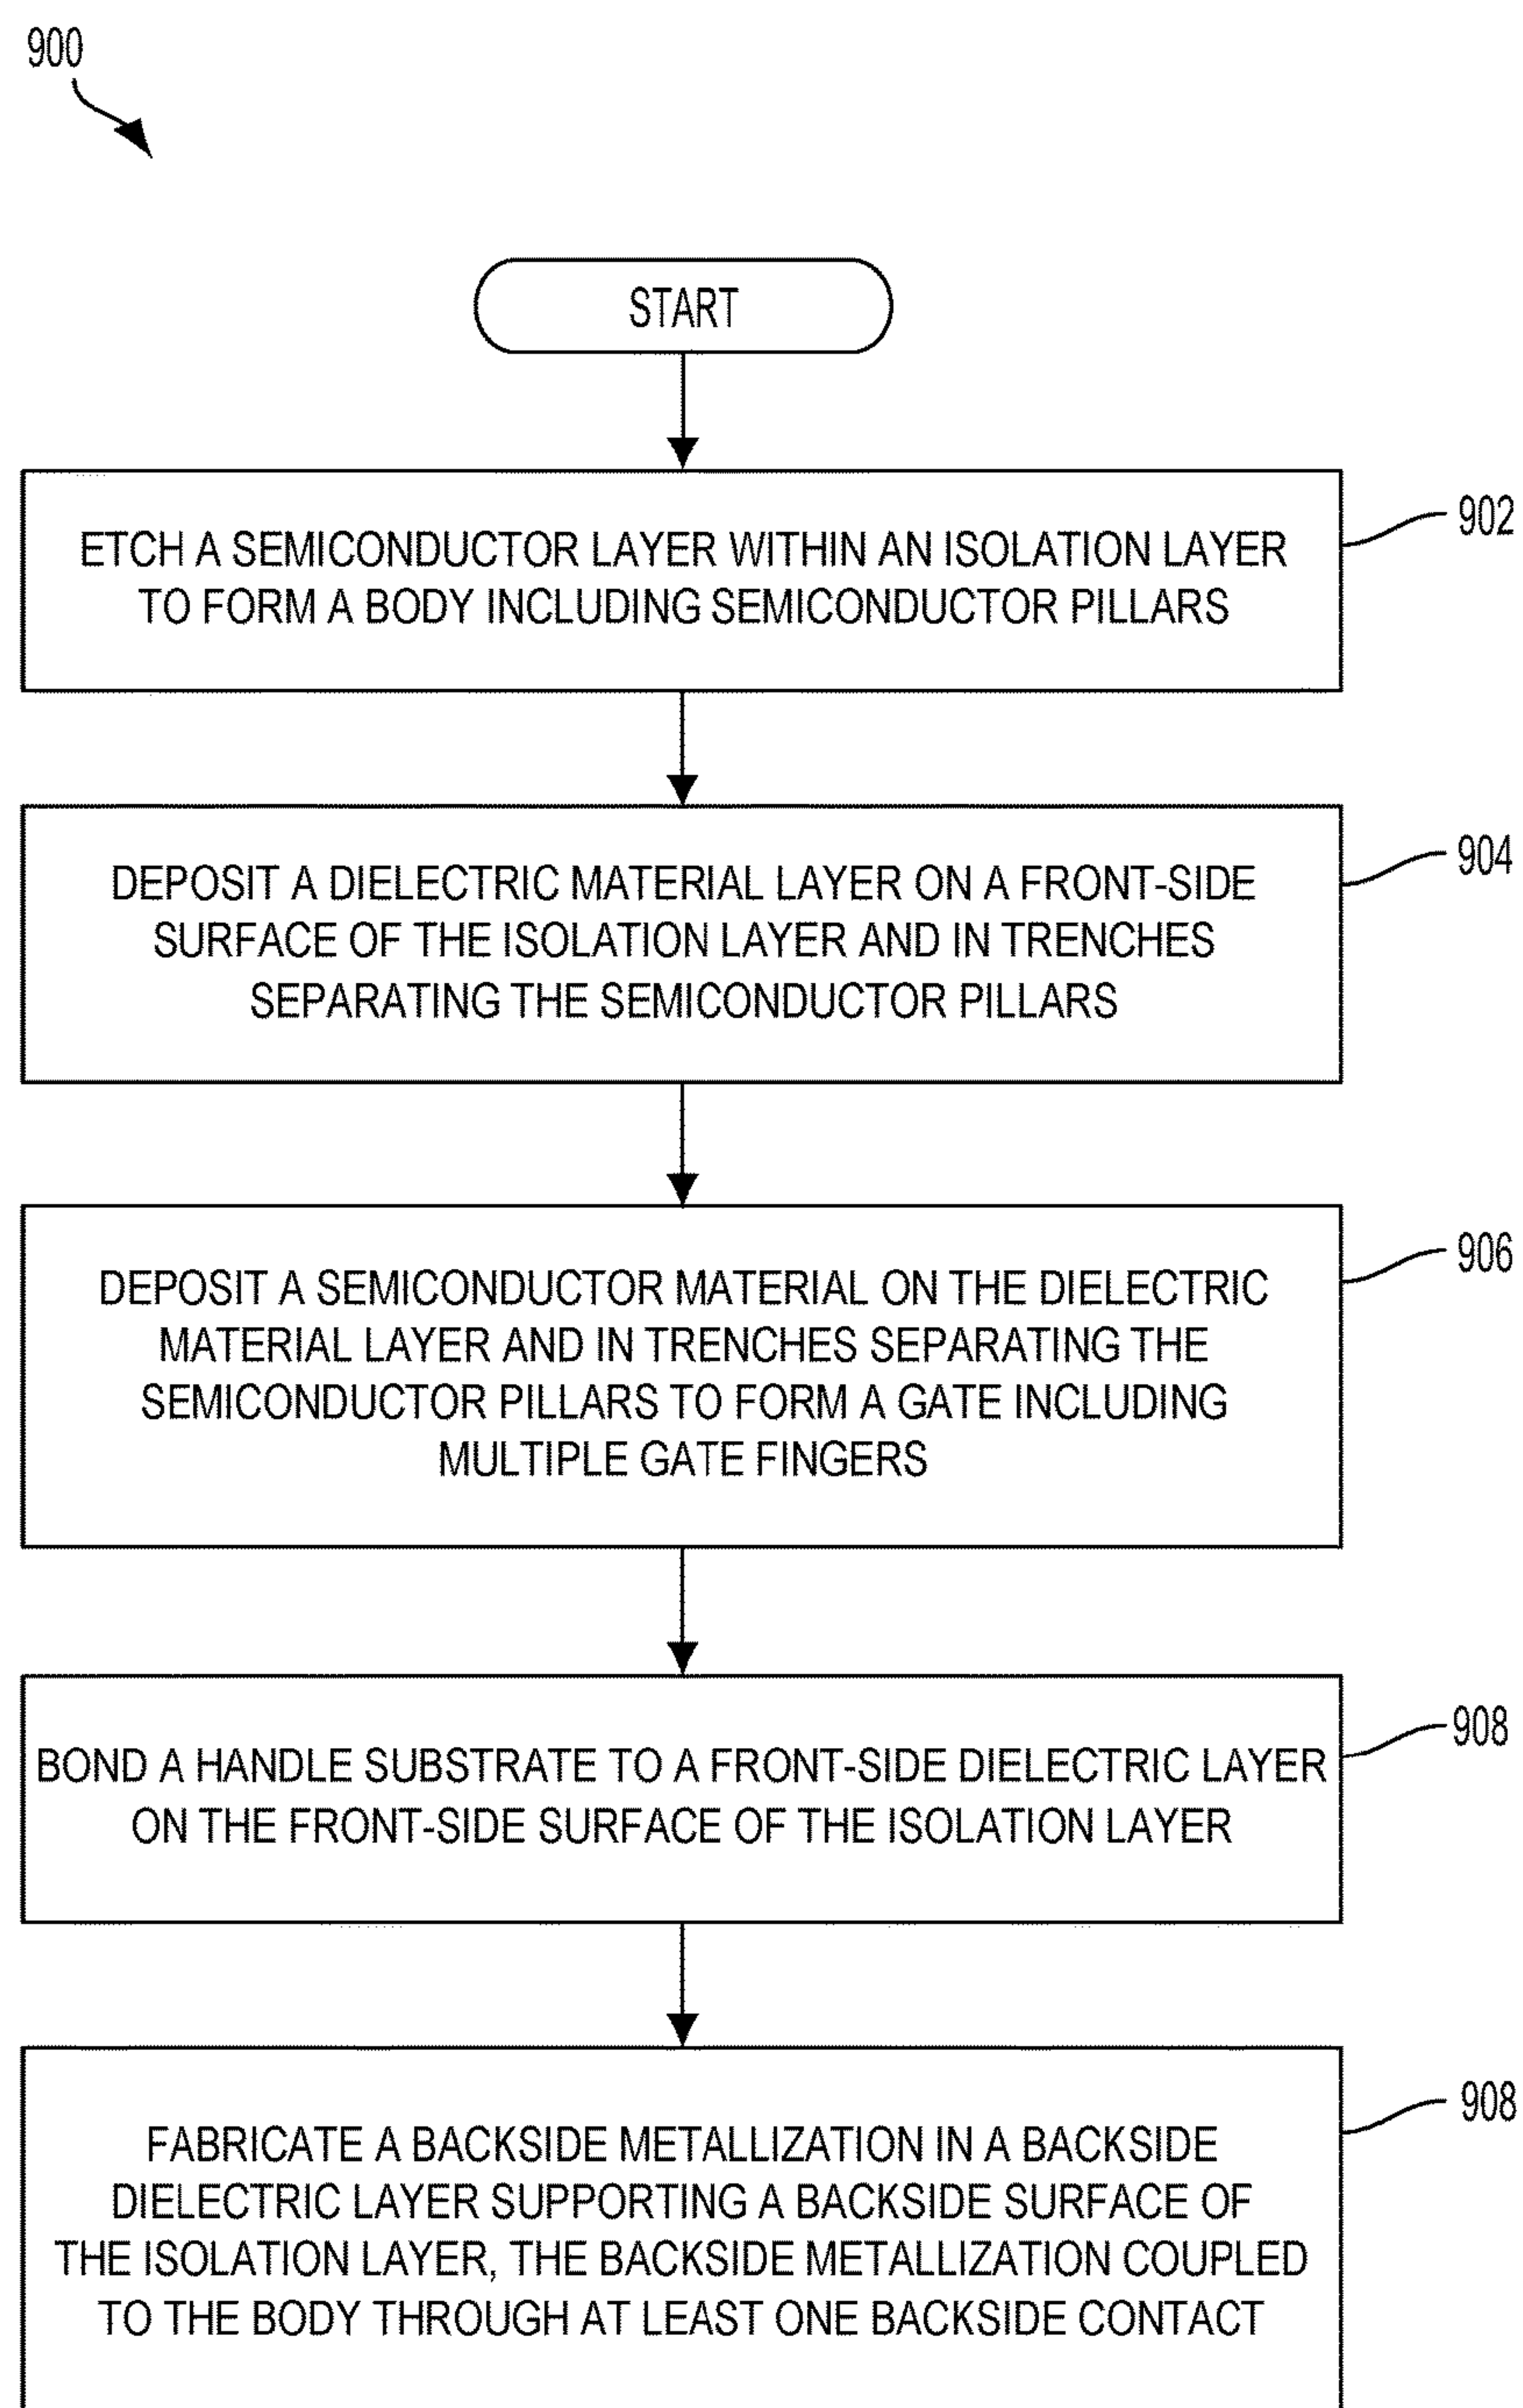 900
START
ETCH A SEMICONDUCTOR LAYER WITHIN AN ISOLATION LAYER
TO FORM A BODY INCLUDING SEMICONDUCTOR PILLARS
902
DEPOSIT A DIELECTRIC MATERIAL LAYER ON A FRONT-SIDE
SURFACE OF THE ISOLATION LAYER AND IN TRENCHES
SEPARATING THE SEMICONDUCTOR PILLARS
904
DEPOSIT A SEMICONDUCTOR MATERIAL ON THE DIELECTRIC
MATERIAL LAYER AND IN TRENCHES SEPARATING THE
SEMICONDUCTOR PILLARS TO FORM A GATE INCLUDING
MULTIPLE GATE FINGERS
906
BOND A HANDLE SUBSTRATE TO A FRONT-SIDE DIELECTRIC LAYER
ON THE FRONT-SIDE SURFACE OF THE ISOLATION LAYER
908
FABRICATE A BACKSIDE METALLIZATION IN A BACKSIDE
DIELECTRIC LAYER SUPPORTING A BACKSIDE SURFACE OF
THE ISOLATION LAYER, THE BACKSIDE METALLIZATION COUPLED
TO THE BODY THROUGH AT LEAST ONE BACKSIDE CONTACT
908